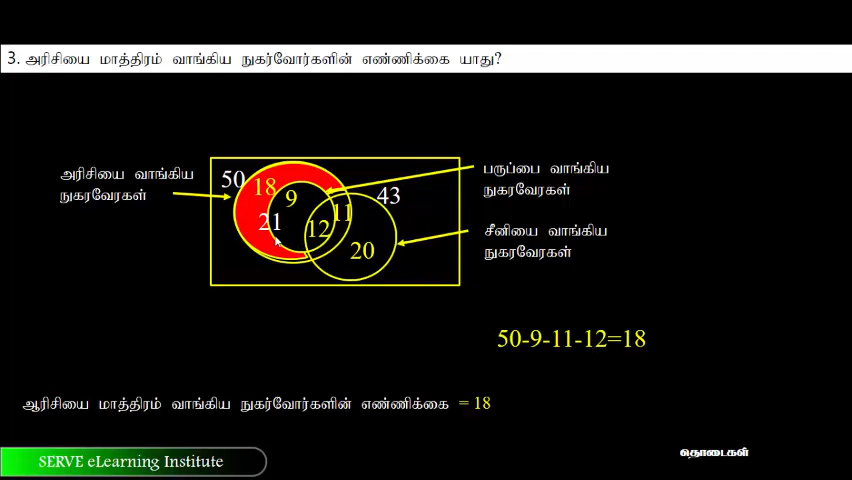 3. அரிசியை மாத்திரம் வாங்கிய நுகர்வோர்களின் எண்ணிக்கை யாது?
அரிசியை வாங்கிய
நுகரவேரகள்
50
18
9
21
12
11
20
43
பருப்பை வாங்கிய
நுகரவேரகள்
சீனியை வாங்கிய
நுகரவேரகள்
50-9-11-12=18
ஆரிசியை மாத்திரம் வாங்கிய நுகர்வோர்களின் எண்ணிக்கை = 18
SERVE eLearning Institute
தொடைகள்